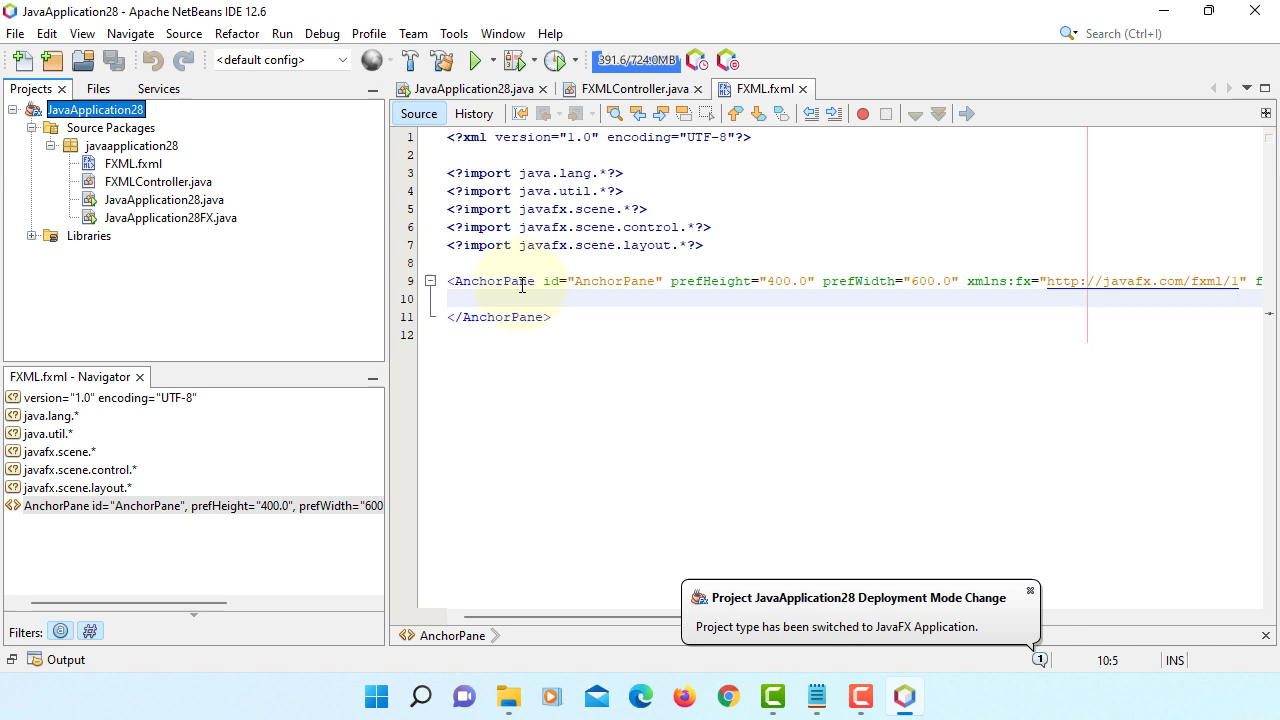 JavaApplication28 - Apache NetBeans IDE 12.6
File Edit View Navigate Source Refactor Run Debug Profile Team Tools Window Help
Search (Ctrl+I)
<default config>
391.6/724.0MB
Projects Files Services
JavaApplication28.java FXMLController.java FXML.fxml
Source History
JavaApplication28
Source Packages
javaapplication28
FXML.fxml
FXMLController.java
JavaApplication28.java
JavaApplication28FX.java
Libraries
1 <?xml version="1.0" encoding="UTF-8"?>
2
3 <?import java.lang.*?>
4 <?import java.util.*?>
5 <?import javafx.scene.*?>
6 <?import javafx.scene.control.*?>
7 <?import javafx.scene.layout.*?>
8
9 <AnchorPane id="AnchorPane" prefHeight="400.0" prefWidth="600.0" xmlns:fx="http://javafx.com/fxml/1" f
10
11 </AnchorPane>
12
FXML.fxml - Navigator
version="1.0" encoding="UTF-8"
java.lang.*
java.util.*
javafx.scene.*
javafx.scene.control.*
javafx.scene.layout.*
AnchorPane id="AnchorPane", prefHeight="400.0", prefWidth="600
Filters:
Project JavaApplication28 Deployment Mode Change
Project type has been switched to JavaFX Application.
AnchorPane
Output
1
10:5
INS